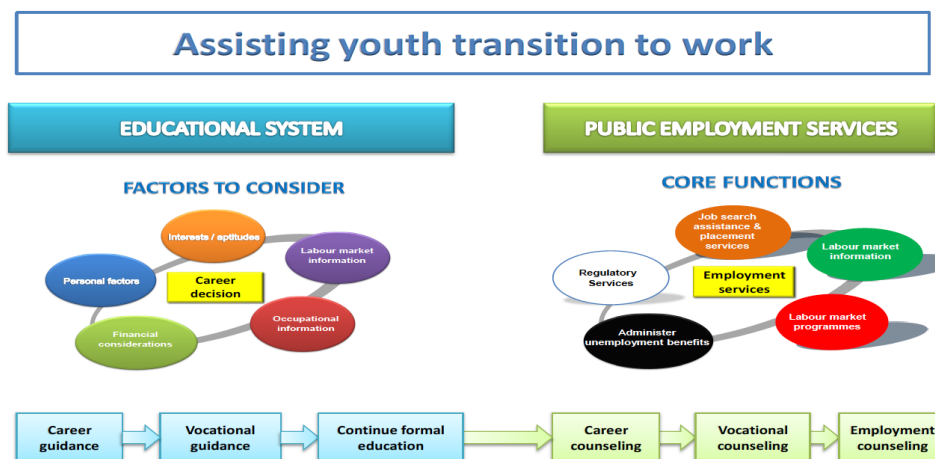 Assisting youth transition to work
EDUCATIONAL SYSTEM
FACTORS TO CONSIDER
Interests / aptitudes
Labour market
information
Personal factors
Career
decision
Occupational
information
Financial
considerations
PUBLIC EMPLOYMENT SERVICES
CORE FUNCTIONS
Job search
assistance &
placement
services
Labour market
information
Regulatory
Services
Employment
services
Labour market
programmes
Administer
unemployment benefits
Career
guidance
Vocational
guidance
Continue formal
education
Career
counseling
Vocational
counseling
Employment
counseling